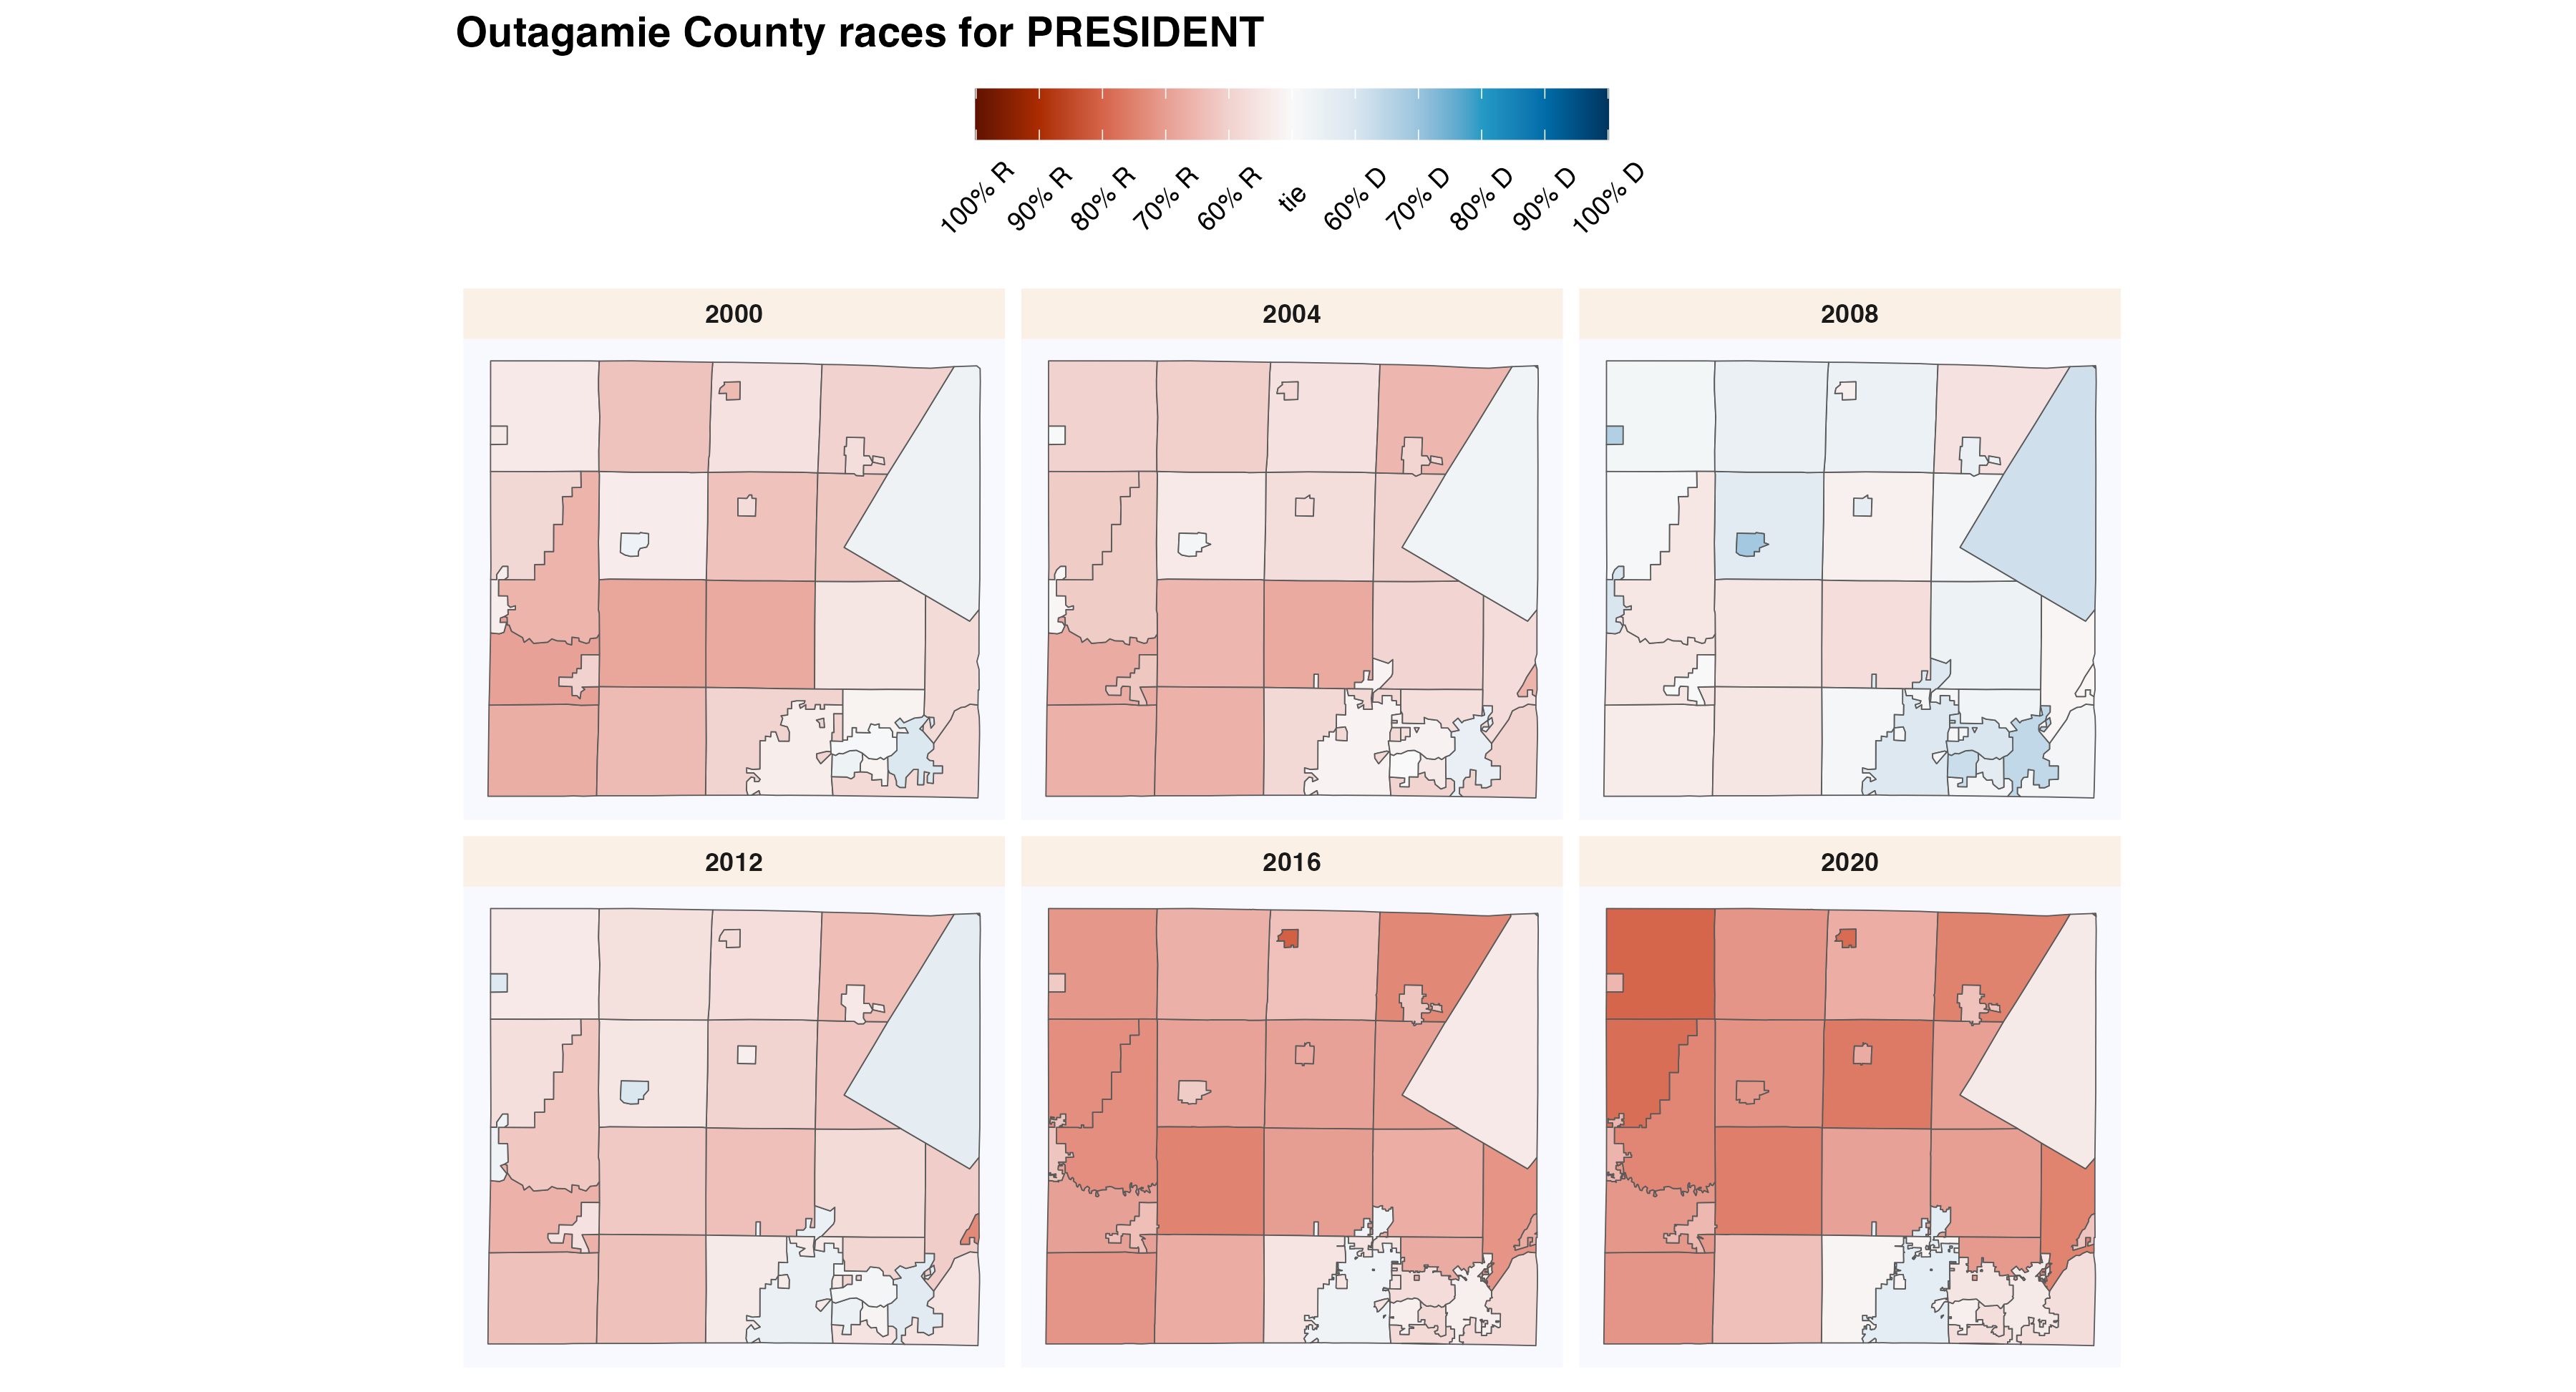 Outagamie County races for PRESIDENT
100% R 90% R 80% R 70% R 60% R tie 60% D 70% D 80% D 90% D 100% D
2000 2004 2008
2012 2016 2020